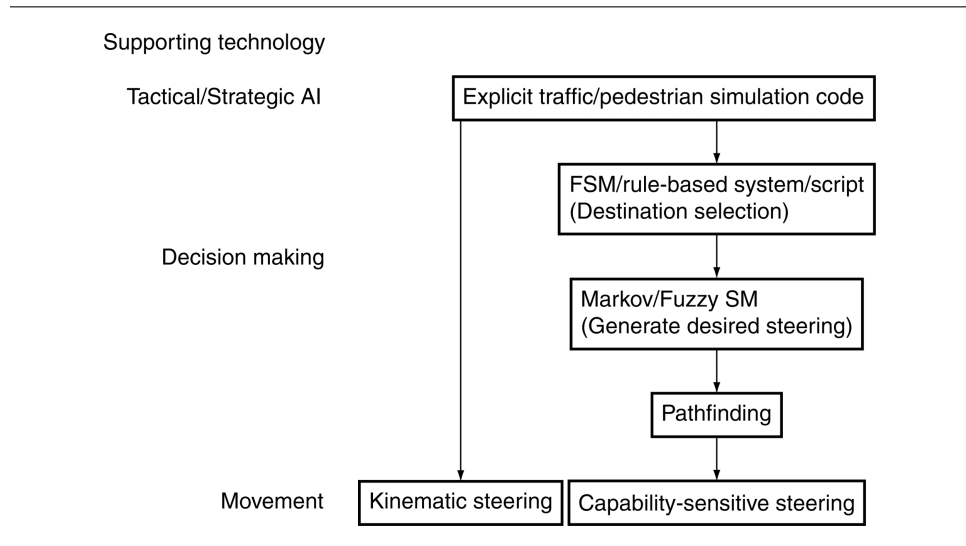 Supporting technology
Tactical/Strategic AI
Explicit traffic/pedestrian simulation code
FSM/rule-based system/script
(Destination selection)
Decision making
Markov/Fuzzy SM
(Generate desired steering)
Pathfinding
Movement
Kinematic steering
Capability-sensitive steering